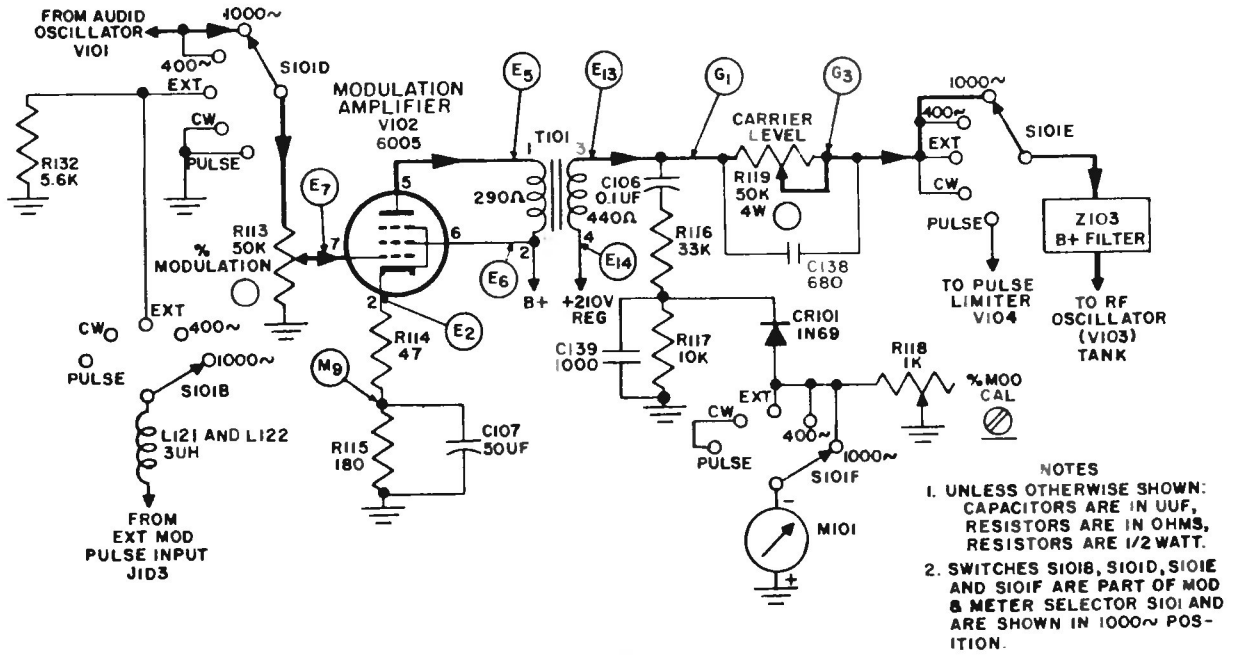 FROM AUDIO
OSCILLATOR
V101
1000~
400~
EXT
CW
PULSE
S101D
R132
5.6K
R113
50K
%
MODULATION
MODULATION
AMPLIFIER
V102
6005
5
6
7
2
E7
E5
E13
E6
E14
E2
T101
1
290Ω
2
3
440Ω
4
B+
+210V
REG
G1
G3
CARRIER
LEVEL
R119
50K
4W
C106
0.1UF
R116
33K
C138
680
1000~
400~
EXT
CW
PULSE
S101E
TO PULSE
LIMITER
V104
Z103
B+ FILTER
TO RF
OSCILLATOR
(V103)
TANK
EXT
CW
400~
PULSE
1000~
S101B
L121 AND L122
3UH
FROM
EXT MOD
PULSE INPUT
J1D3
R114
47
M9
R115
180
C107
50UF
C139
1000
R117
10K
CR101
1N69
R118
1K
%MOO
CAL
EXT
CW
400~
PULSE
1000~
S101F
-
M101
+
NOTES
1. UNLESS OTHERWISE SHOWN:
CAPACITORS ARE IN UUF,
RESISTORS ARE IN OHMS,
RESISTORS ARE 1/2 WATT.
2. SWITCHES S101B, S101D, S101E
AND S101F ARE PART OF MOD
& METER SELECTOR S101 AND
ARE SHOWN IN 1000~ POS-
ITION.